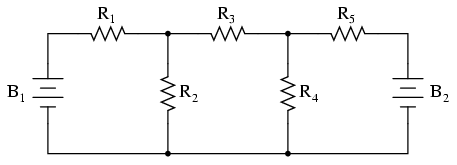 R₁ R₃ R₅
B₁ R₂ R₄ B₂